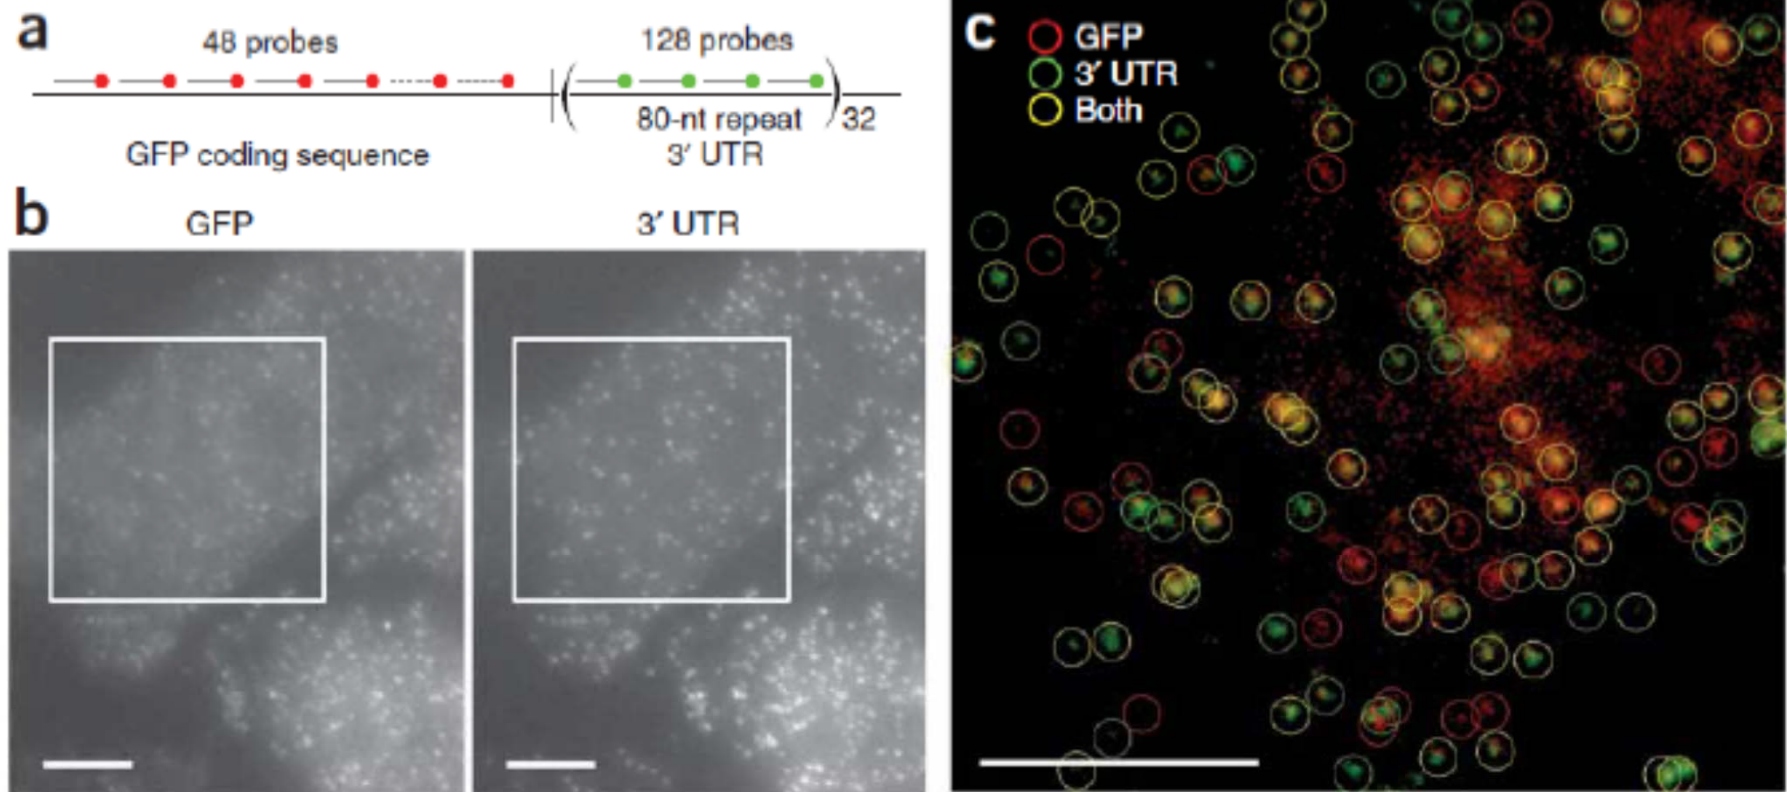 a
48 probes
128 probes
80-nt repeat
32
GFP coding sequence
3′ UTR
b
GFP
3′ UTR
c
GFP
3′ UTR
Both